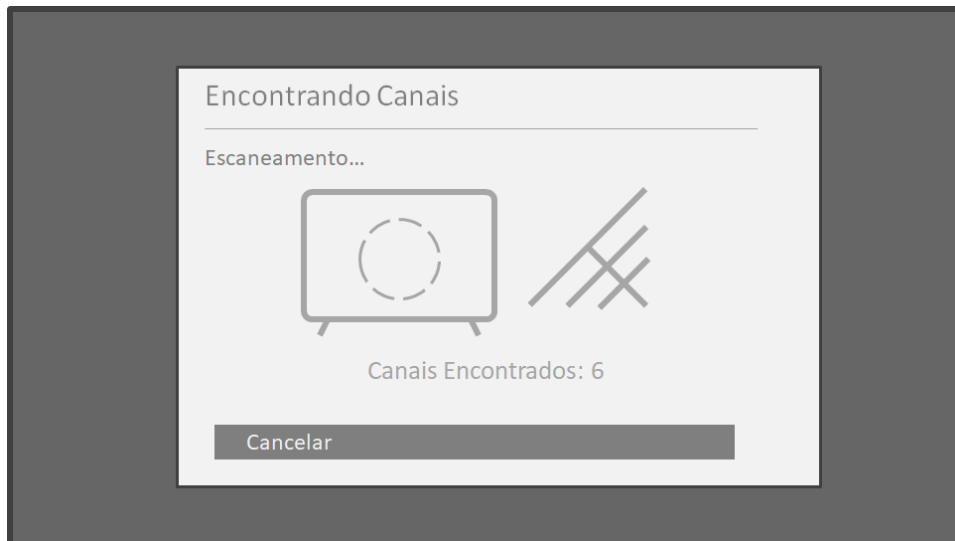 Encontrando Canais
Escaneamento...
Canais Encontrados: 6
Cancelar